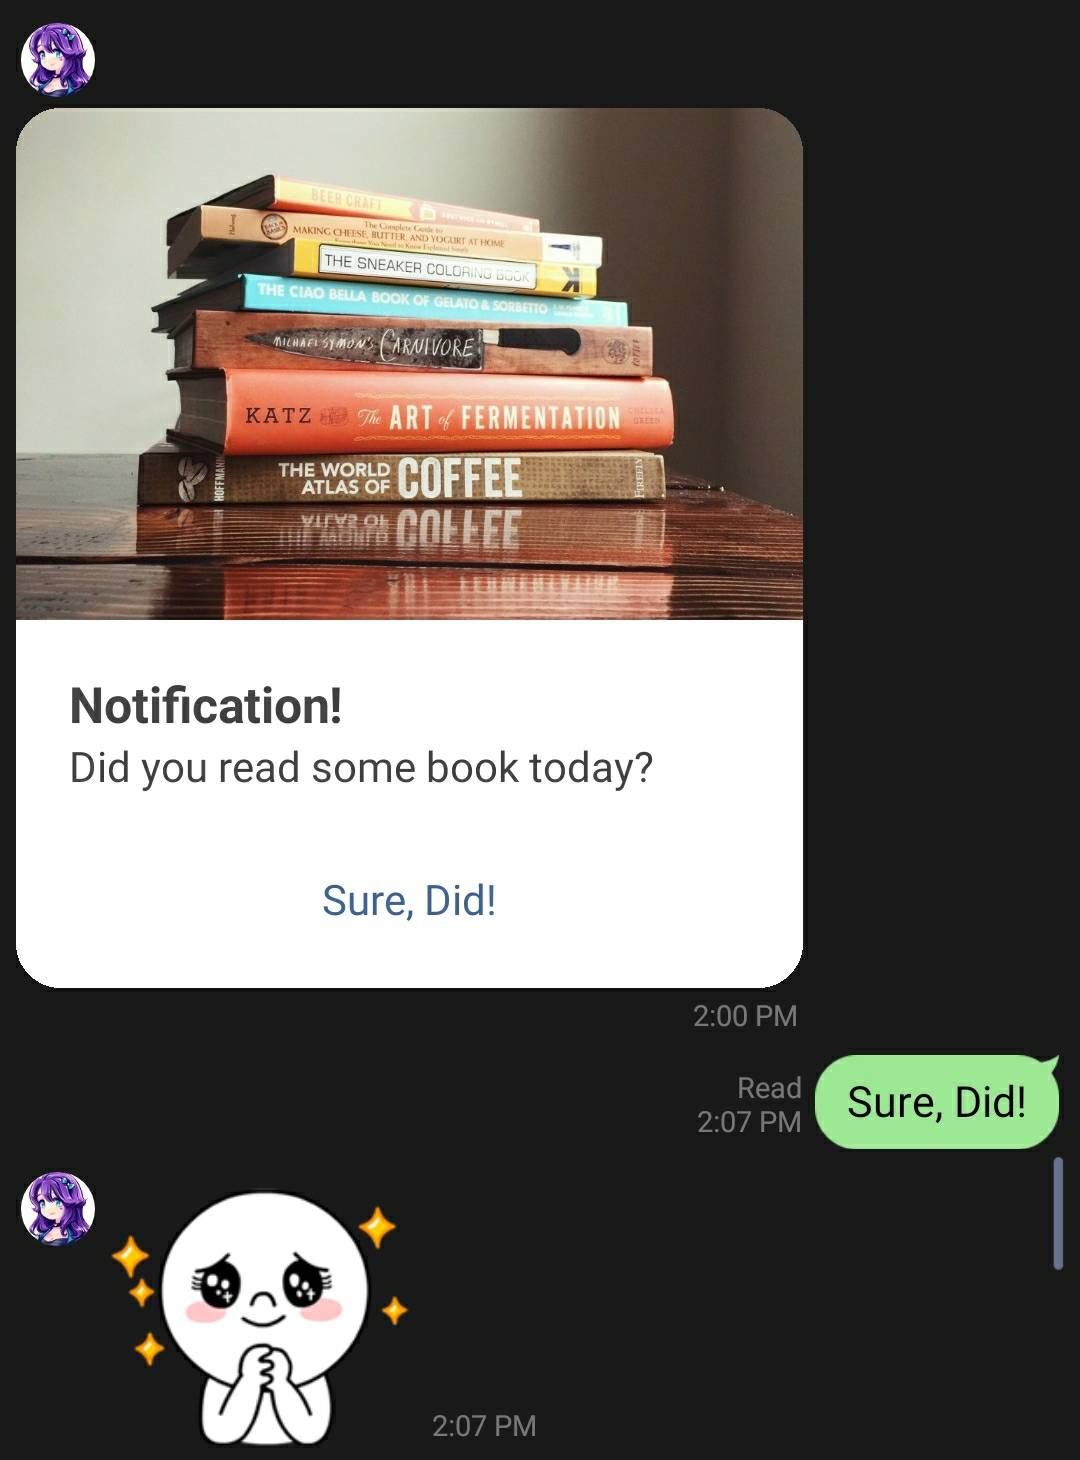 BEER CRAFT
The Complete Guide to
MAKING CHEESE, BUTTER, AND YOGURT AT HOME
THE SNEAKER COLORING BOOK
THE CIAO BELLA BOOK OF GELATO & SORBETTO
MICHAEL SYMON'S CARNIVORE
KATZ The ART of FERMENTATION CHELSEA GREEN
HOFFMANN THE WORLD ATLAS OF COFFEE FIREFLY
Notification!
Did you read some book today?
Sure, Did!
2:00 PM
Read
2:07 PM
Sure, Did!
2:07 PM